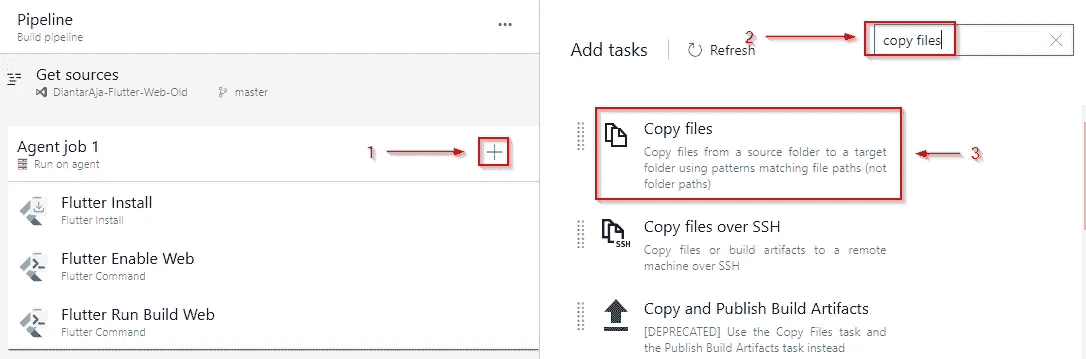 Pipeline
Build pipeline
...
Get sources
DiantarAja-Flutter-Web-Old master
Agent job 1
Run on agent
1
Flutter Install
Flutter Install
Flutter Enable Web
Flutter Command
Flutter Run Build Web
Flutter Command
Add tasks
Refresh
2
copy files
Copy files
Copy files from a source folder to a target
folder using patterns matching file paths (not
folder paths)
3
Copy files over SSH
SSH
Copy files or build artifacts to a remote
machine over SSH
Copy and Publish Build Artifacts
[DEPRECATED] Use the Copy Files task and
the Publish Build Artifacts task instead